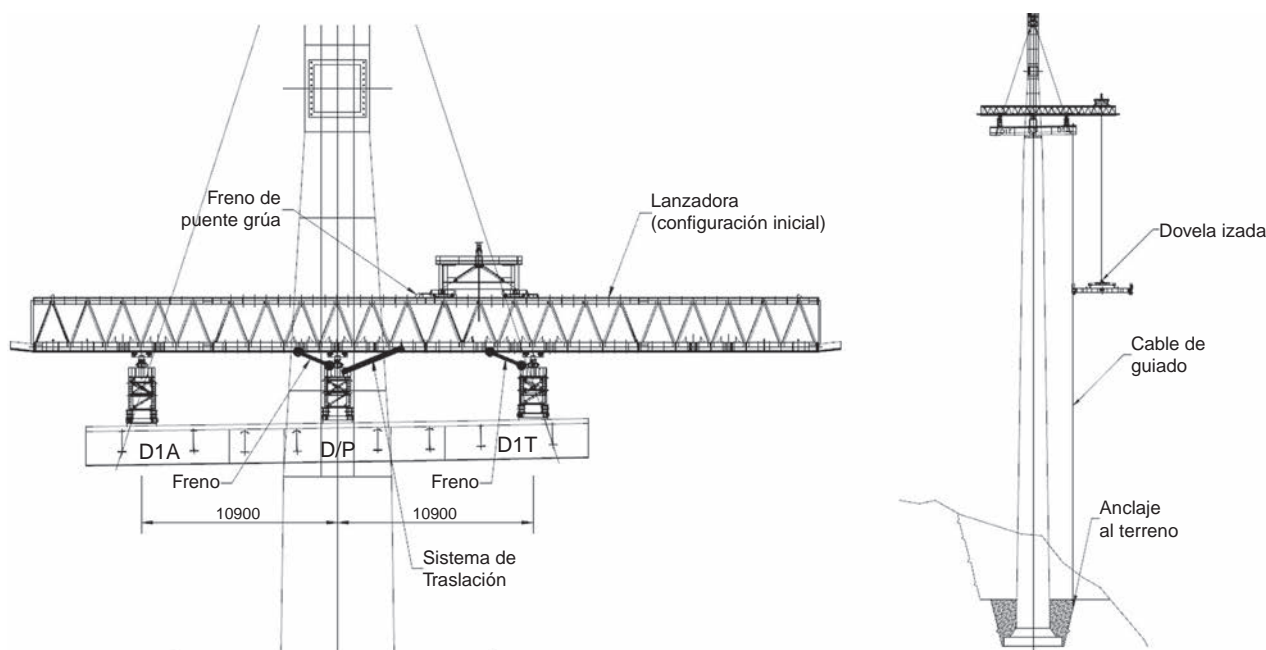 Freno de
puente grúa
Lanzadora
(configuración inicial)
D1A
D/P
D1T
Freno
Freno
10900
10900
Sistema de
Traslación
Dovela izada
Cable de
guiado
Anclaje
al terreno